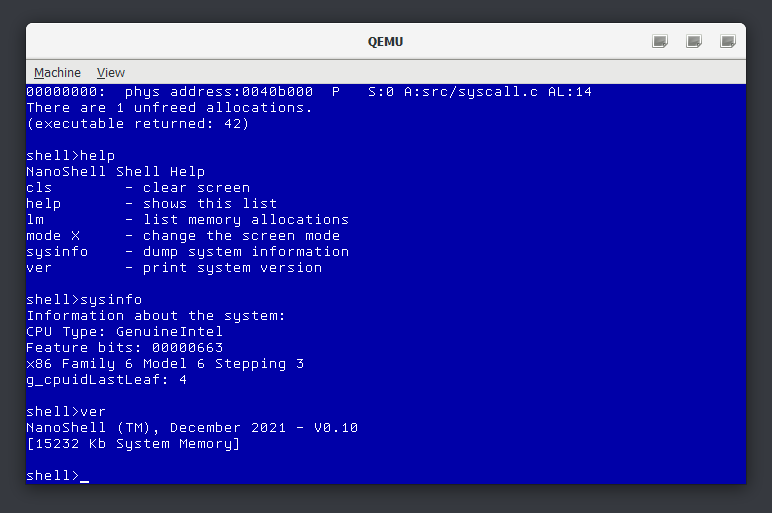 QEMU
Machine View
00000000:  phys address:0040b000  P   S:0 A:src/syscall.c AL:14
There are 1 unfreed allocations.
(executable returned: 42)
shell>help
NanoShell Shell Help
cls        - clear screen
help       - shows this list
lm         - list memory allocations
mode X     - change the screen mode
sysinfo    - dump system information
ver        - print system version
shell>sysinfo
Information about the system:
CPU Type: GenuineIntel
Feature bits: 00000663
x86 Family 6 Model 6 Stepping 3
g_cpuidLastLeaf: 4
shell>ver
NanoShell (TM), December 2021 - V0.10
[15232 Kb System Memory]
shell>_